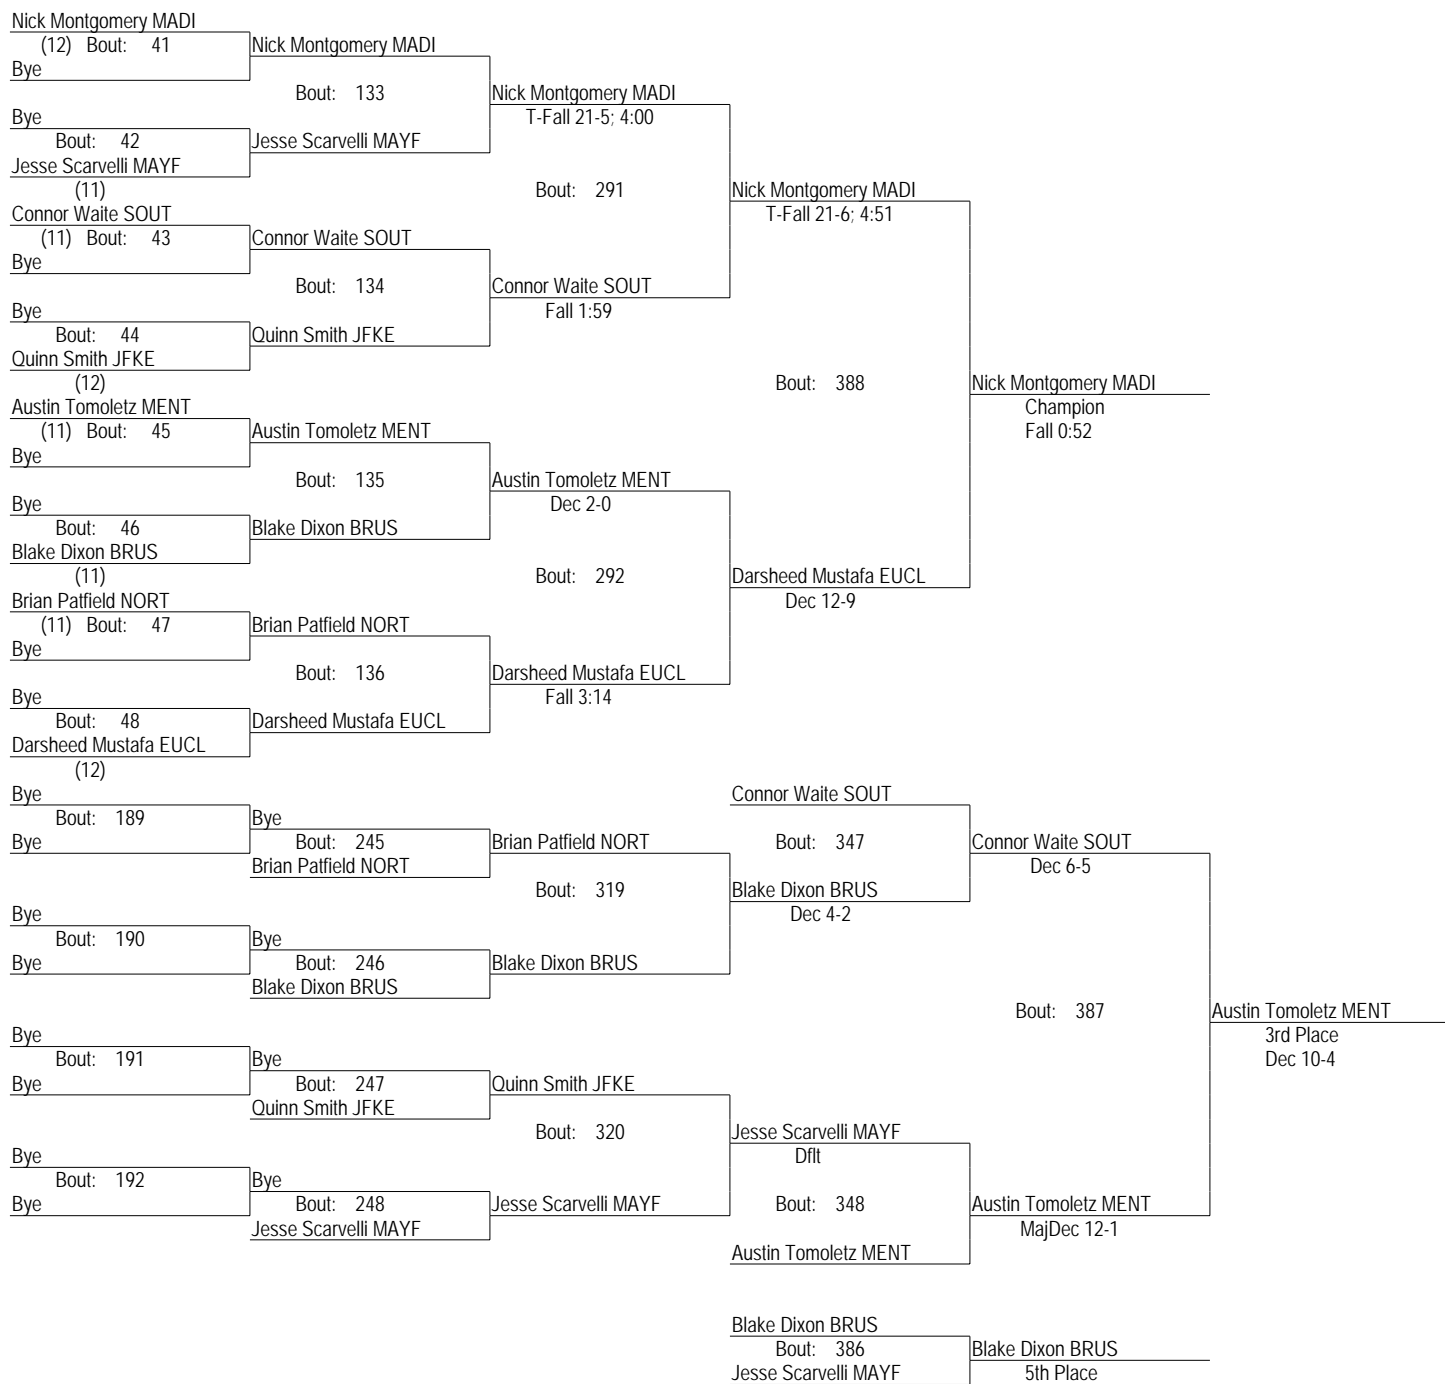 Nick Montgomery MADI
(12) Bout: 41
Nick Montgomery MADI
Bye
Bout: 133
Nick Montgomery MADI
Bye
T-Fall 21-5; 4:00
Bout: 42
Jesse Scarvelli MAYF
Jesse Scarvelli MAYF
(11)
Bout: 291
Nick Montgomery MADI
Connor Waite SOUT
T-Fall 21-6; 4:51
(11) Bout: 43
Connor Waite SOUT
Bye
Bout: 134
Connor Waite SOUT
Bye
Fall 1:59
Bout: 44
Quinn Smith JFKE
Quinn Smith JFKE
(12)
Bout: 388
Nick Montgomery MADI
Austin Tomoletz MENT
Champion
(11) Bout: 45
Austin Tomoletz MENT
Fall 0:52
Bye
Bout: 135
Austin Tomoletz MENT
Bye
Dec 2-0
Bout: 46
Blake Dixon BRUS
Blake Dixon BRUS
(11)
Bout: 292
Darsheed Mustafa EUCL
Brian Patfield NORT
Dec 12-9
(11) Bout: 47
Brian Patfield NORT
Bye
Bout: 136
Darsheed Mustafa EUCL
Bye
Fall 3:14
Bout: 48
Darsheed Mustafa EUCL
Darsheed Mustafa EUCL
(12)
Bye
Connor Waite SOUT
Bout: 189
Bye
Bye
Bout: 245
Brian Patfield NORT
Bout: 347
Connor Waite SOUT
Brian Patfield NORT
Dec 6-5
Bout: 319
Blake Dixon BRUS
Bye
Dec 4-2
Bout: 190
Bye
Bye
Bout: 246
Blake Dixon BRUS
Blake Dixon BRUS
Bout: 387
Austin Tomoletz MENT
Bye
3rd Place
Bout: 191
Bye
Dec 10-4
Bye
Bout: 247
Quinn Smith JFKE
Quinn Smith JFKE
Bout: 320
Jesse Scarvelli MAYF
Bye
Dflt
Bout: 192
Bye
Bye
Bout: 248
Jesse Scarvelli MAYF
Bout: 348
Austin Tomoletz MENT
Jesse Scarvelli MAYF
MajDec 12-1
Austin Tomoletz MENT
Blake Dixon BRUS
Bout: 386
Blake Dixon BRUS
Jesse Scarvelli MAYF
5th Place